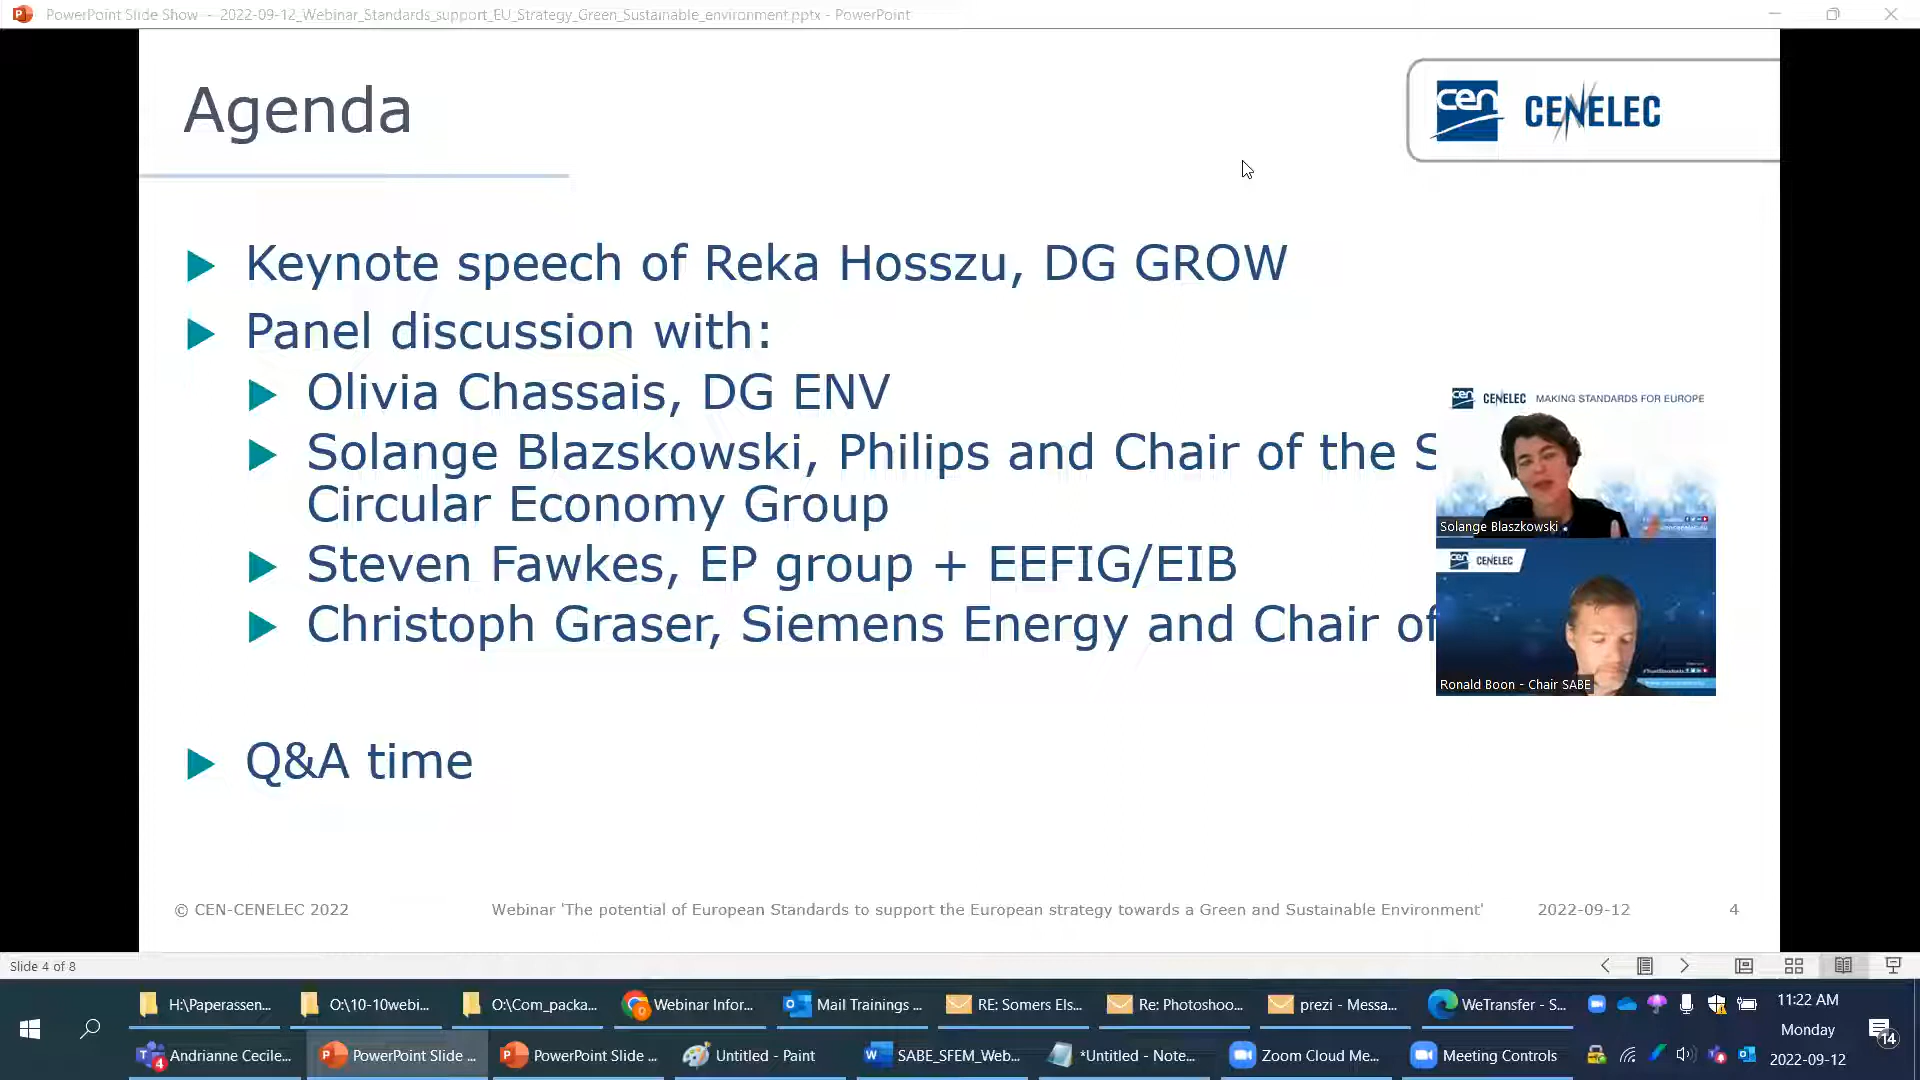 PowerPoint Slide Show - 2022-09-12_Webinar_Standards_support_EU_Strategy_Green_Sustainable_environment.pptx - PowerPoint
Agenda
cen CENELEC
Keynote speech of Reka Hosszu, DG GROW
Panel discussion with:
Olivia Chassais, DG ENV
Solange Blazskowski, Philips and Chair of the S
Circular Economy Group
Steven Fawkes, EP group + EEFIG/EIB
Christoph Graser, Siemens Energy and Chair of
cen CENELEC MAKING STANDARDS FOR EUROPE
Solange Blaszkowski
CENELEC
Ronald Boon - Chair SABE
Q&A time
© CEN-CENELEC 2022 Webinar 'The potential of European Standards to support the European strategy towards a Green and Sustainable Environment' 2022-09-12 4
Slide 4 of 8
H:\Paperassen... O:\10-10webi... O:\Com_packa... Webinar Infor... Mail Trainings ... RE: Somers Els... Re: Photoshoo... prezi - Messa... WeTransfer - S... 11:22 AM
Monday
14
4 Andrianne Cecile... PowerPoint Slide ... PowerPoint Slide ... Untitled - Paint SABE_SFEM_Web... *Untitled - Note... Zoom Cloud Me... Meeting Controls 2022-09-12